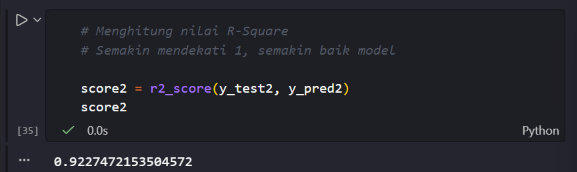 # Menghitung nilai R-Square
# Semakin mendekati 1, semakin baik model
score2 = r2_score(y_test2, y_pred2)
score2
[35]
0.0s
Python
...
0.9227472153504572